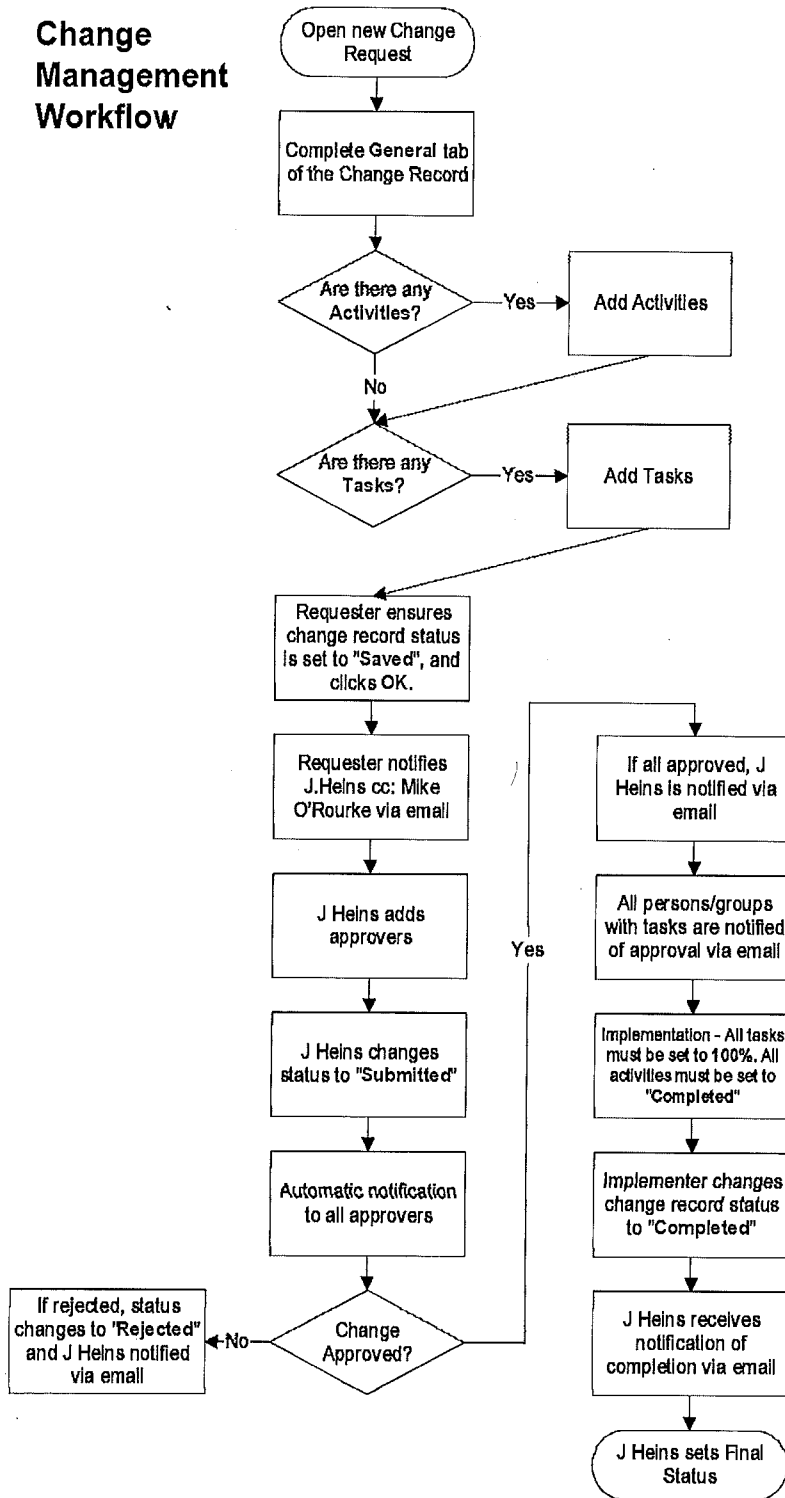 Change
Management
Workflow
Open new Change
Request
Complete General tab
of the Change Record
Are there any
Activities?
Yes
Add Activities
No
Are there any
Tasks?
Yes
Add Tasks
Requester ensures
change record status
is set to "Saved", and
clicks OK.
Requester notifies
J.Heins cc: Mike
O'Rourke via email
J Heins adds
approvers
J Heins changes
status to "Submitted"
Automatic notification
to all approvers
Change
Approved?
No
If rejected, status
changes to "Rejected"
and J Heins notified
via email
Yes
If all approved, J
Heins is notified via
email
All persons/groups
with tasks are notified
of approval via email
Implementation - All tasks
must be set to 100%. All
activities must be set to
"Completed"
Implementer changes
change record status
to "Completed"
J Heins receives
notification of
completion via email
J Heins sets Final
Status